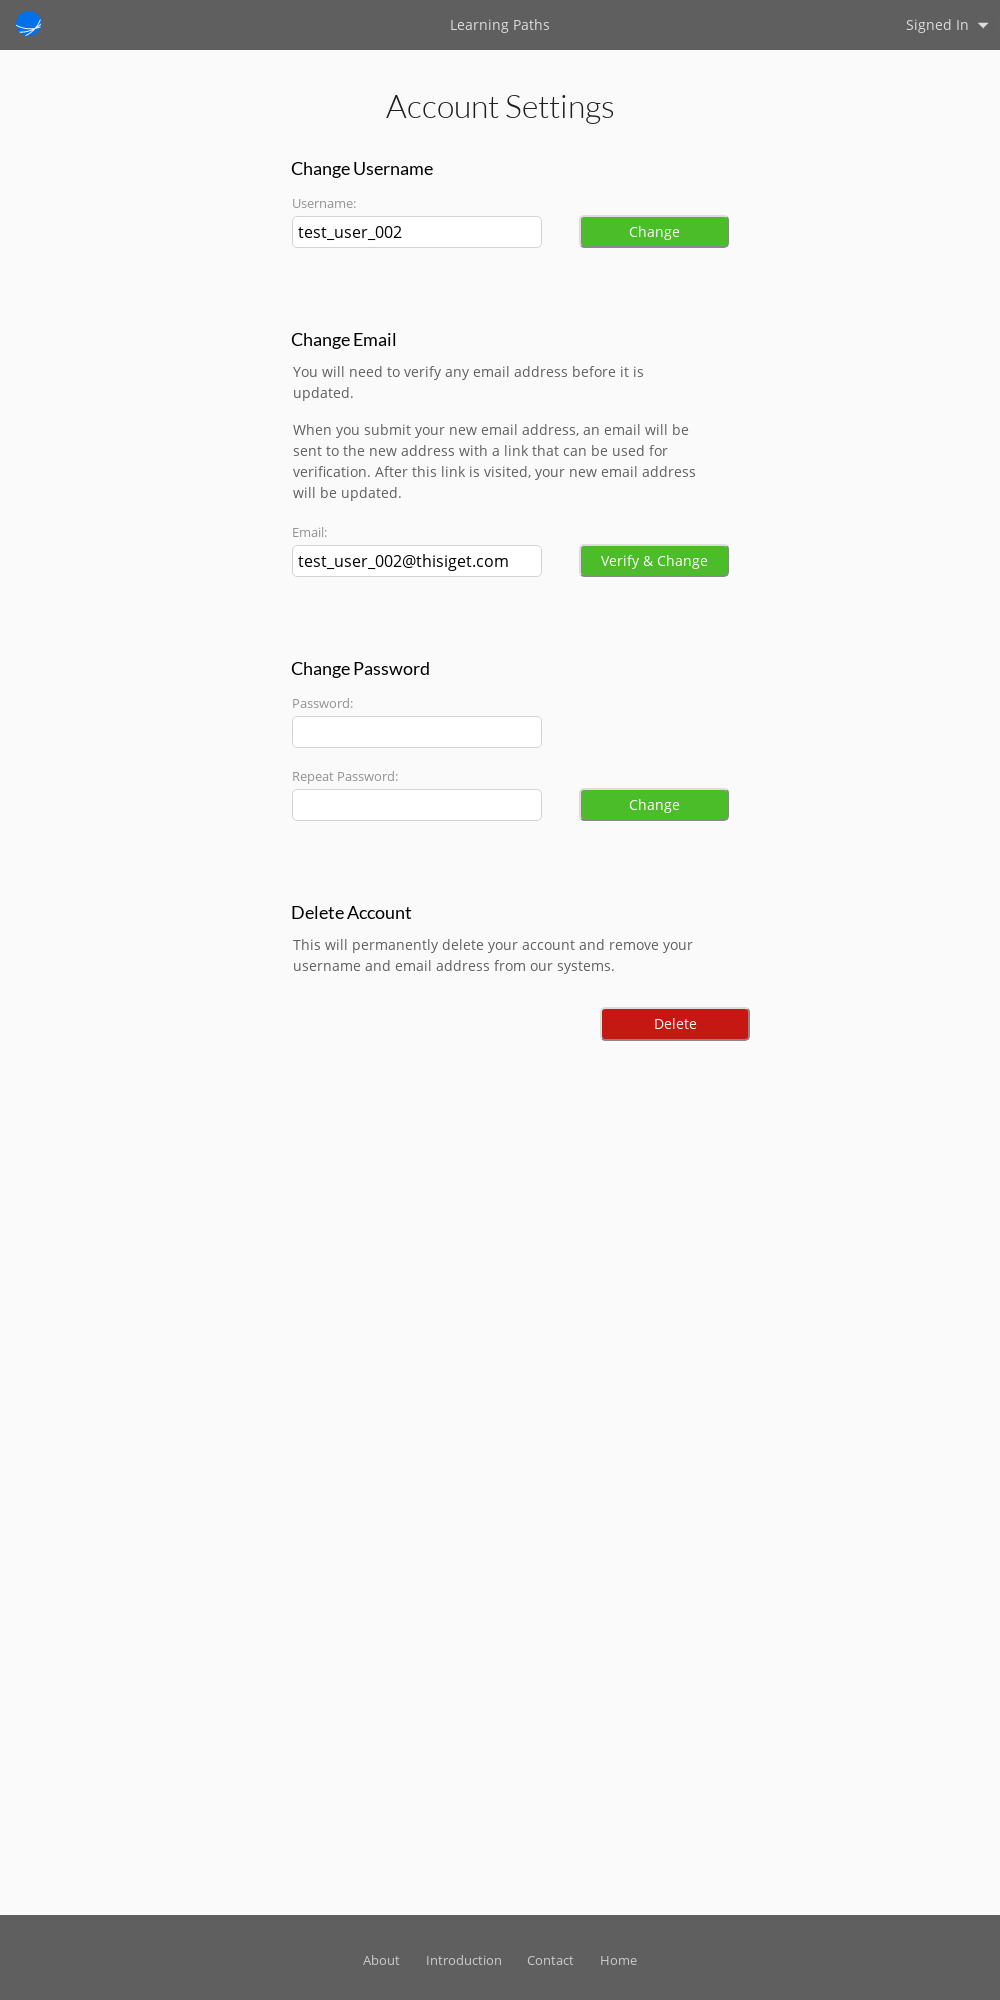 Learning Paths
Signed In
Account Settings
Change Username
Username:
test_user_002
Change
Change Email
You will need to verify any email address before it is
updated.
When you submit your new email address, an email will be
sent to the new address with a link that can be used for
verification. After this link is visited, your new email address
will be updated.
Email:
test_user_002@thisiget.com
Verify & Change
Change Password
Password:
Repeat Password:
Change
Delete Account
This will permanently delete your account and remove your
username and email address from our systems.
Delete
About Introduction Contact Home